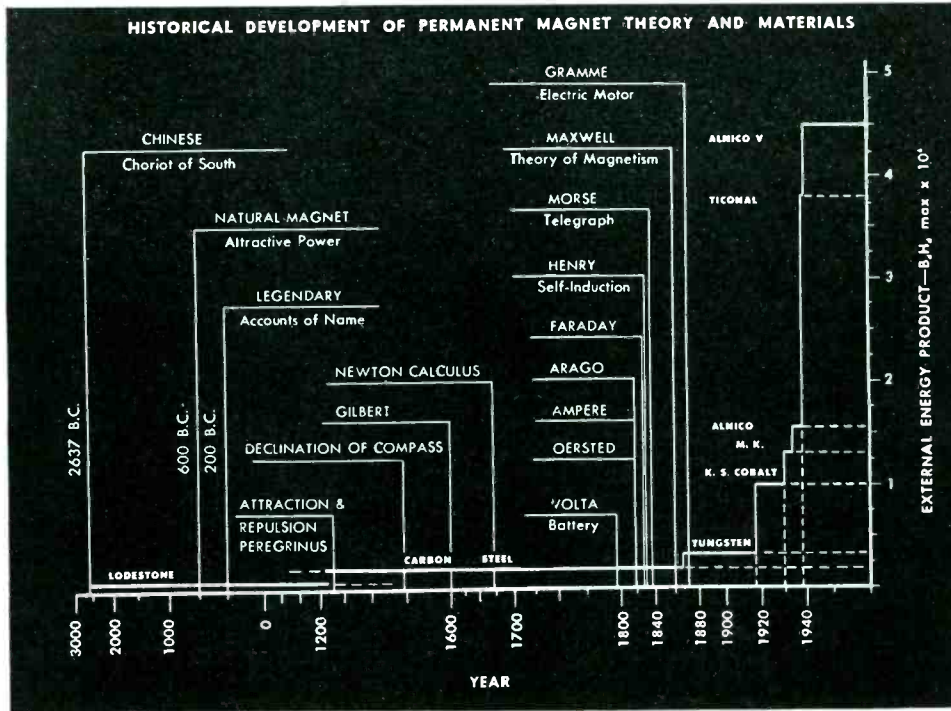 HISTORICAL DEVELOPMENT OF PERMANENT MAGNET THEORY AND MATERIALS
GRAMME
Electric Motor
CHINESE
Choriot of South
MAXWELL
Theory of Magnetism
MORSE
Telegraph
NATURAL MAGNET
Attractive Power
HENRY
Self-Induction
LEGENDARY
Accounts of Name
FARADAY
NEWTON CALCULUS
ARAGO
GILBERT
AMPERE
DECLINATION OF COMPASS
OERSTED
ATTRACTION &
REPULSION
PEREGRINUS
VOLTA
Battery
2637 B.C.
600 B.C.
200 B.C.
LODESTONE
CARBON STEEL
TUNGSTEN
K. S. COBALT
M. K.
ALNICO
TICONAL
ALNICO V
5
4
3
2
1
EXTERNAL ENERGY PRODUCT—BdHd max x 10⁶
3000 2000 1000 0 1200 1600 1700 1800 1840 1880 1900 1920 1940
YEAR